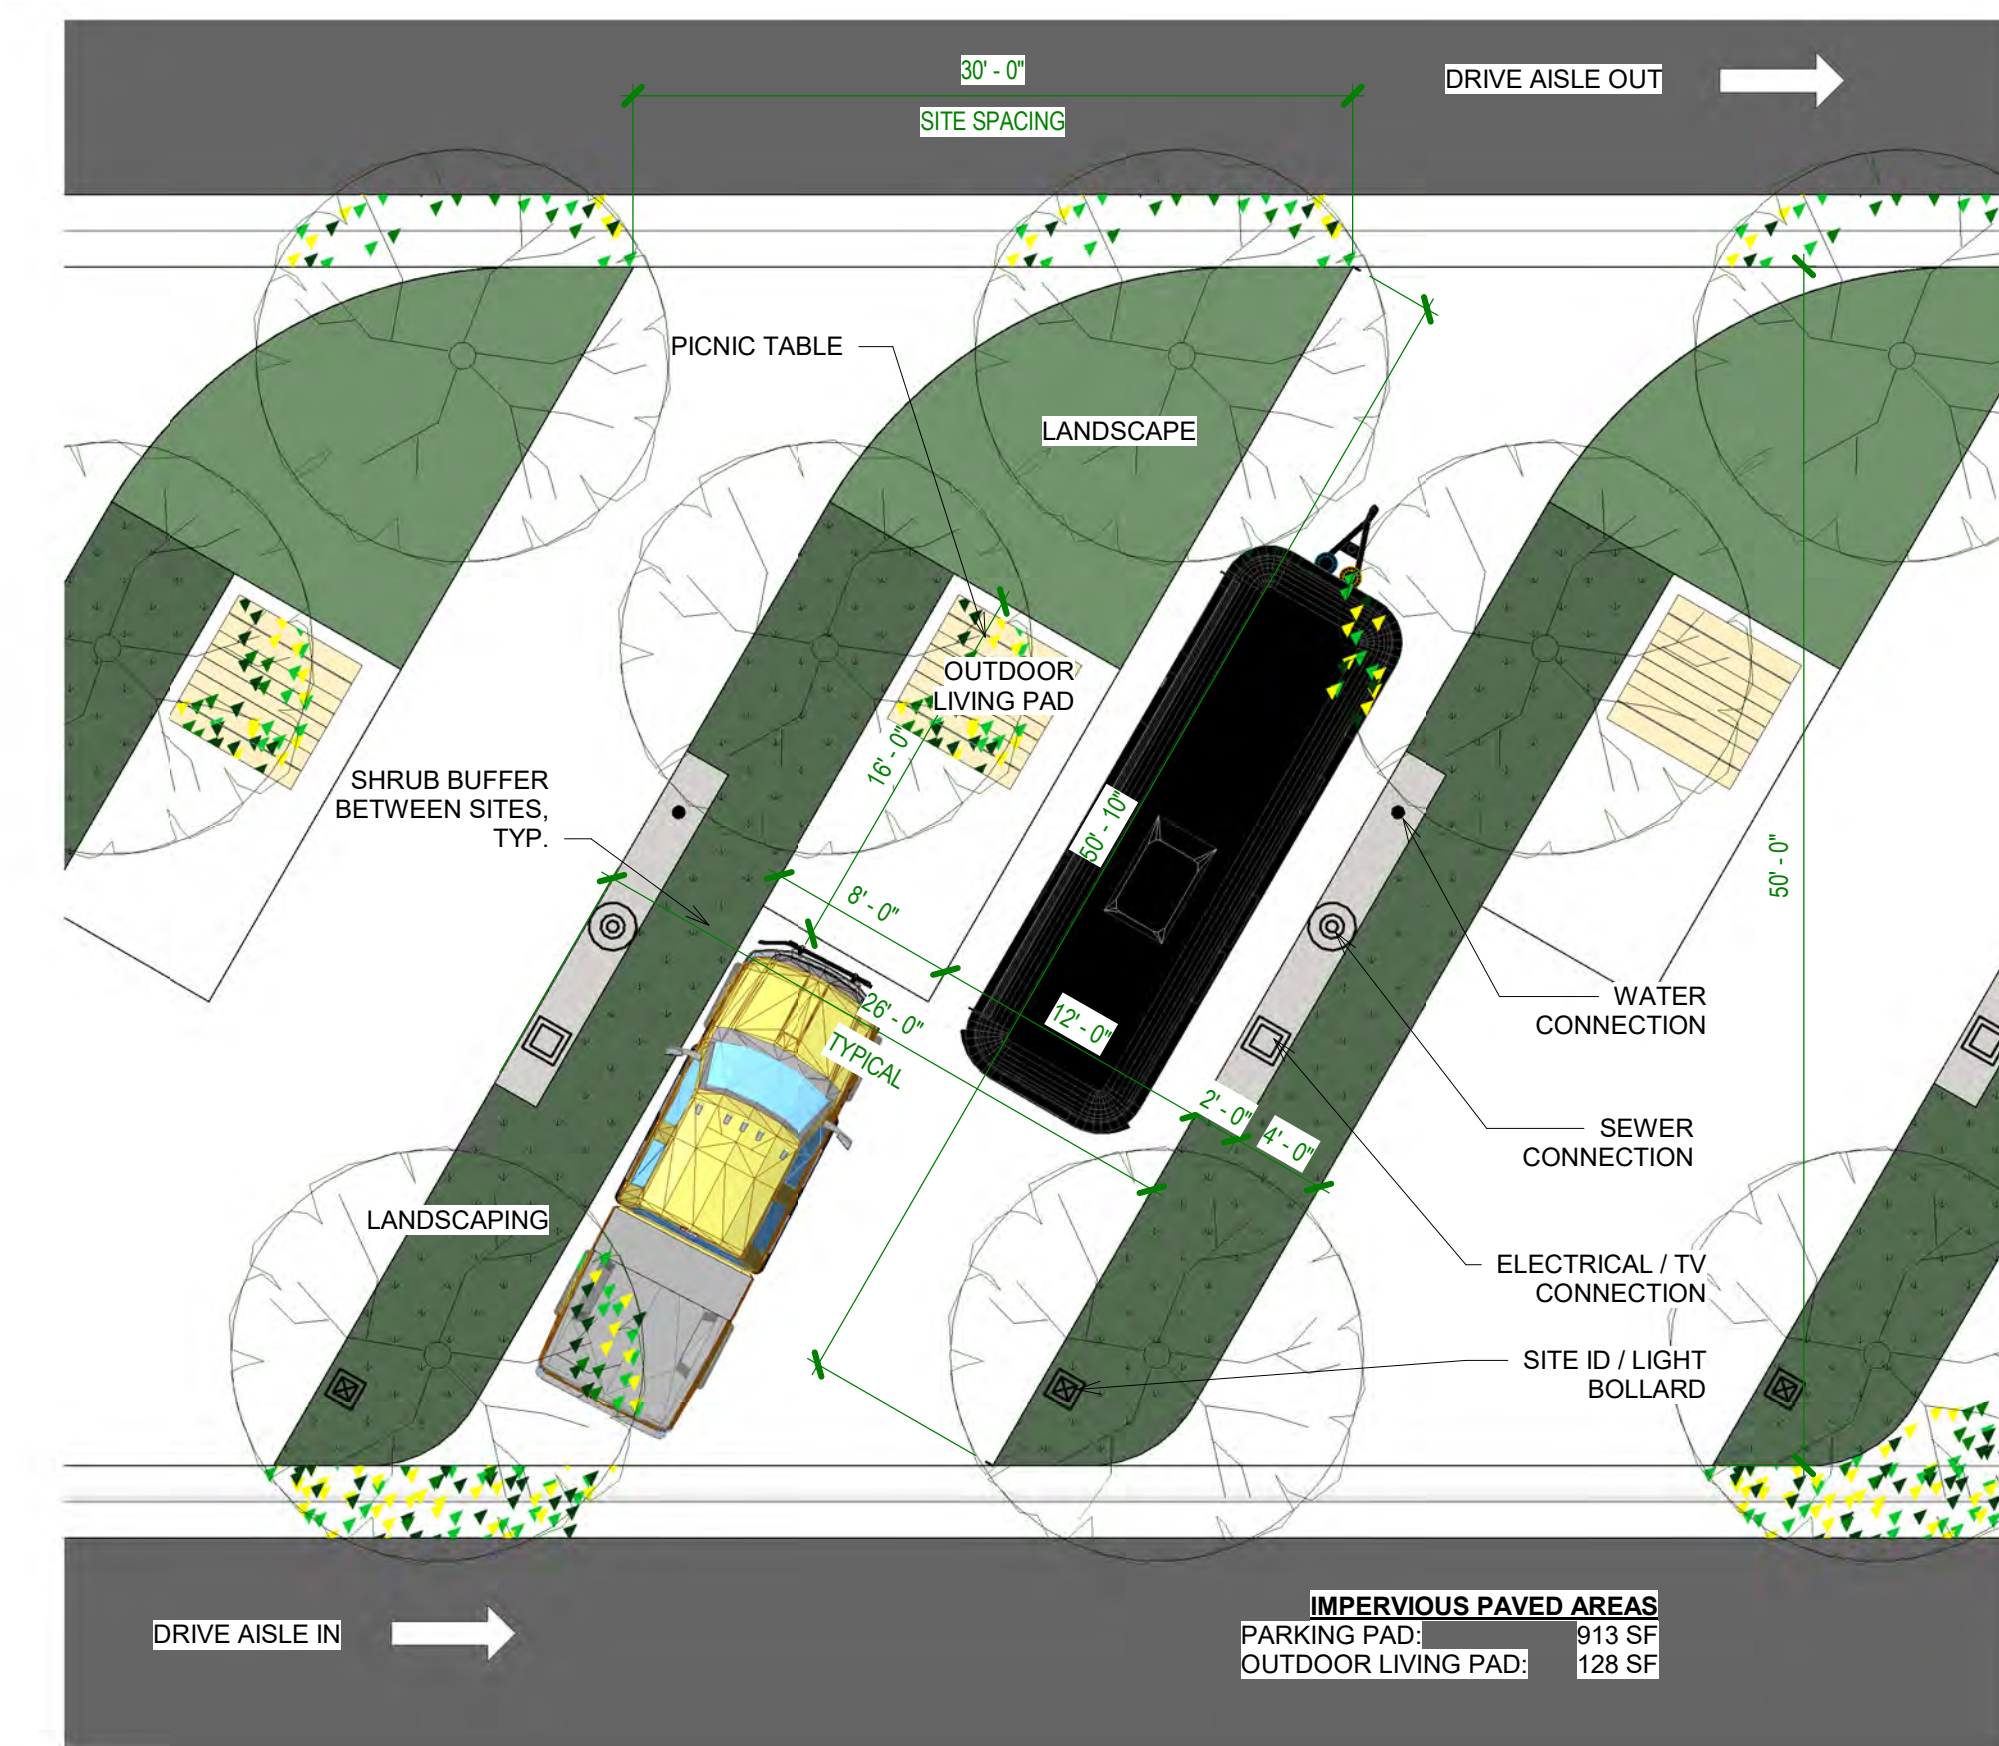 30' - 0"
SITE SPACING
DRIVE AISLE OUT
PICNIC TABLE
LANDSCAPE
OUTDOOR
LIVING PAD
16' - 0"
SHRUB BUFFER
BETWEEN SITES,
TYP.
50' - 10"
50' - 0"
8' - 0"
26' - 0"
TYPICAL
12' - 0"
2' - 0"
4' - 0"
WATER
CONNECTION
SEWER
CONNECTION
LANDSCAPING
ELECTRICAL / TV
CONNECTION
SITE ID / LIGHT
BOLLARD
DRIVE AISLE IN
IMPERVIOUS PAVED AREAS
PARKING PAD: 913 SF
OUTDOOR LIVING PAD: 128 SF